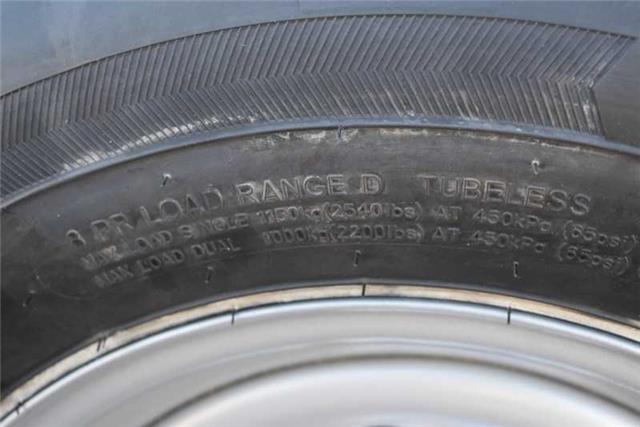 8 PR LOAD RANGE D TUBELESS
MAX LOAD SINGLE 1150kg(2540lbs) AT 450kPa (65psi)
MAX LOAD DUAL 1000kg(2200lbs) AT 450kPa (65psi)